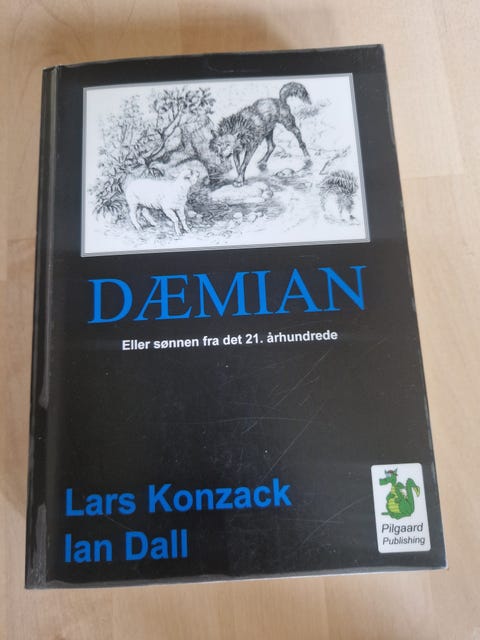 DÆMIAN
Eller sønnen fra det 21. århundrede
Lars Konzack
Ian Dall
Pilgaard
Publishing